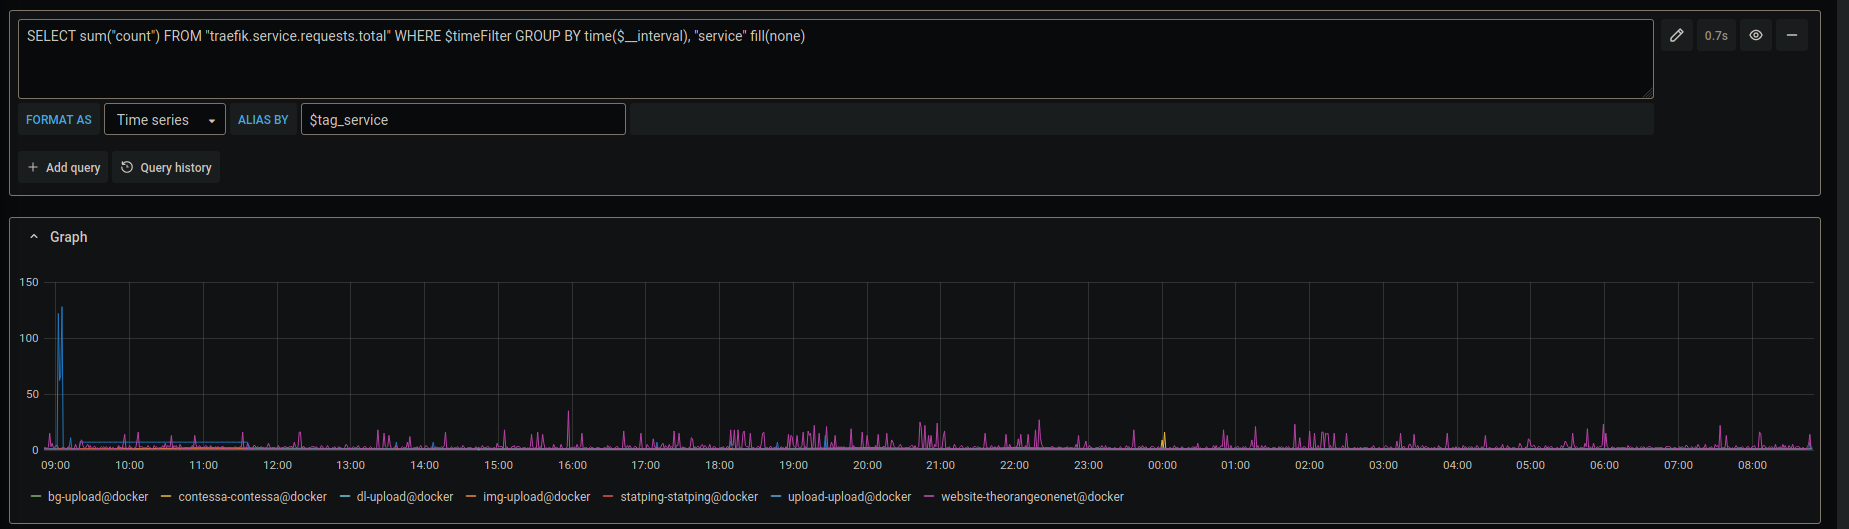 SELECT sum("count") FROM "traefik.service.requests.total" WHERE $timeFilter GROUP BY time($__interval), "service" fill(none)
0.7s
FORMAT AS Time series ALIAS BY $tag_service
+ Add query Query history
Graph
150
100
50
0
09:00 10:00 11:00 12:00 13:00 14:00 15:00 16:00 17:00 18:00 19:00 20:00 21:00 22:00 23:00 00:00 01:00 02:00 03:00 04:00 05:00 06:00 07:00 08:00
bg-upload@docker contessa-contessa@docker dl-upload@docker img-upload@docker statping-statping@docker upload-upload@docker website-theorangeonenet@docker